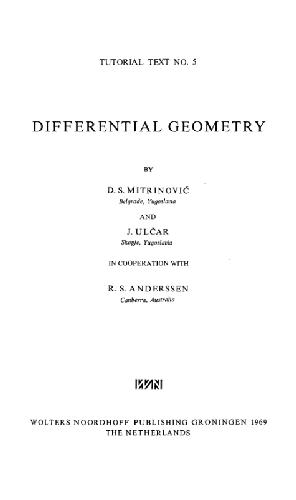 TUTORIAL TEXT NO. 5
DIFFERENTIAL GEOMETRY
BY
D. S. MITRINOVIĆ
Belgrade, Yugoslavia
AND
J. ULČAR
Skopje, Yugoslavia
IN COOPERATION WITH
R. S. ANDERSSEN
Canberra, Australia
WN
WOLTERS NOORDHOFF PUBLISHING GRONINGEN 1969
THE NETHERLANDS